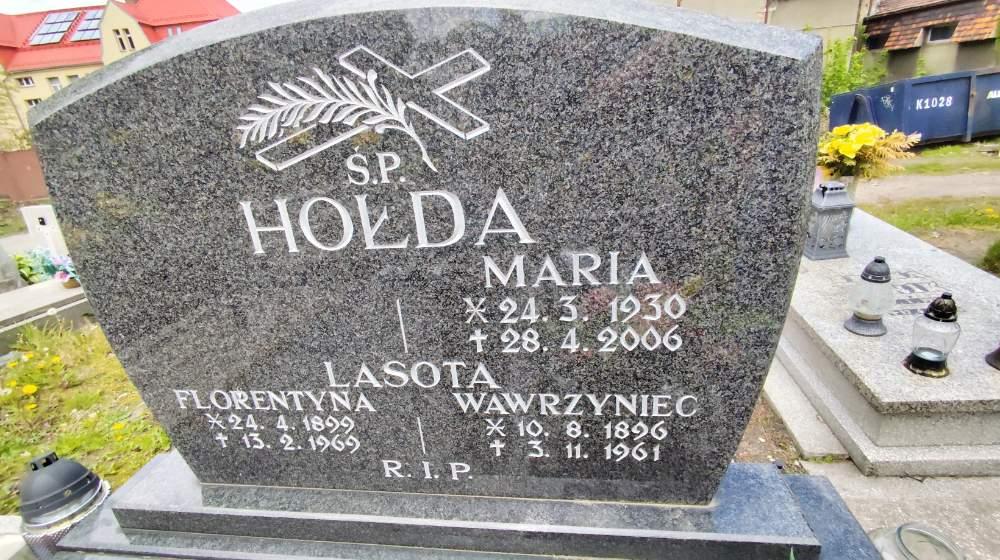 Ś.P.
HOŁDA
MARIA
* 24. 3. 1930
✝ 28. 4. 2006
LASOTA
FLORENTYNA
* 24. 4. 1899
✝ 13. 2. 1969
WAWRZYNIEC
* 10. 8. 1896
✝ 3. 11. 1961
R.I.P.
K1028